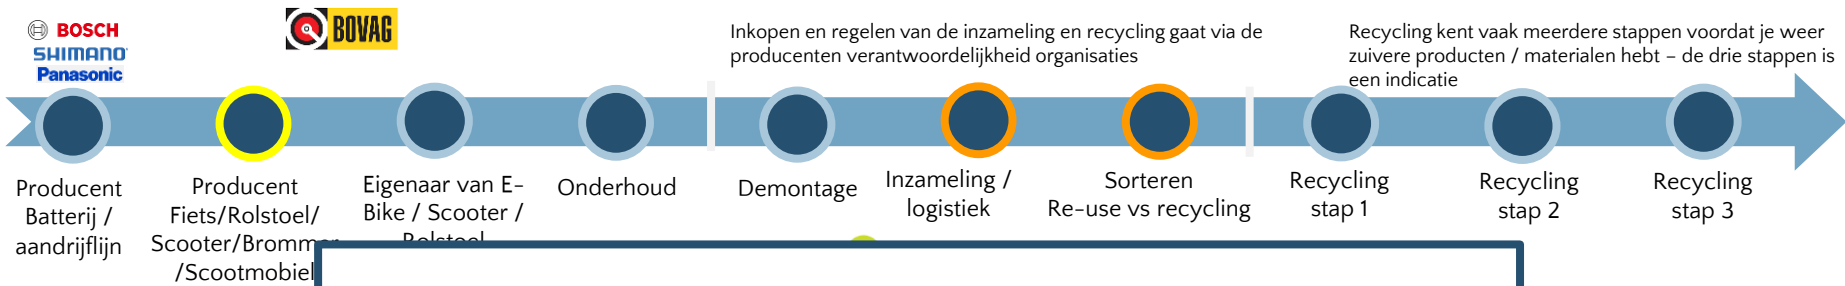 BOSCH
SHIMANO
Panasonic
BOVAG
Inkopen en regelen van de inzameling en recycling gaat via de
producenten verantwoordelijkheid organisaties
Recycling kent vaak meerdere stappen voordat je weer
zuivere producten / materialen hebt – de drie stappen is
een indicatie
Producent
Batterij /
aandrijflijn
Producent
Fiets/Rolstoel/
Scooter/Brommer
/Scootmobiel
Eigenaar van E-
Bike / Scooter /
Rolstoel
Onderhoud
Demontage
Inzameling /
logistiek
Sorteren
Re-use vs recycling
Recycling
stap 1
Recycling
stap 2
Recycling
stap 3